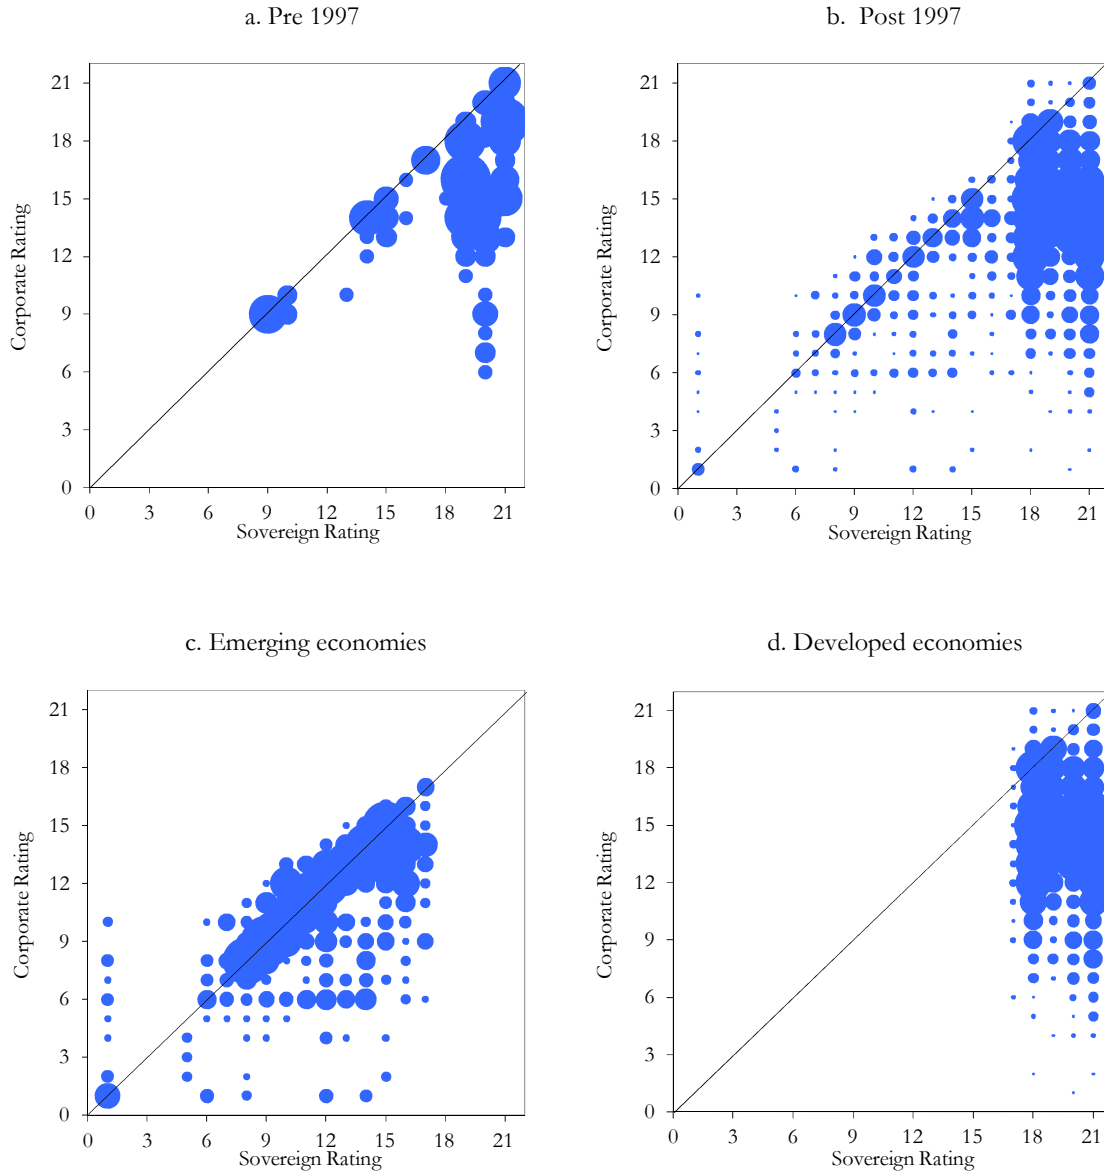 a. Pre 1997
21
18
15
12
9
6
3
0
Corporate Rating
0 3 6 9 12 15 18 21
Sovereign Rating
b. Post 1997
21
18
15
12
9
6
3
0
Corporate Rating
0 3 6 9 12 15 18 21
Sovereign Rating
c. Emerging economies
21
18
15
12
9
6
3
0
Corporate Rating
0 3 6 9 12 15 18 21
Sovereign Rating
d. Developed economies
21
18
15
12
9
6
3
0
Corporate Rating
0 3 6 9 12 15 18 21
Sovereign Rating